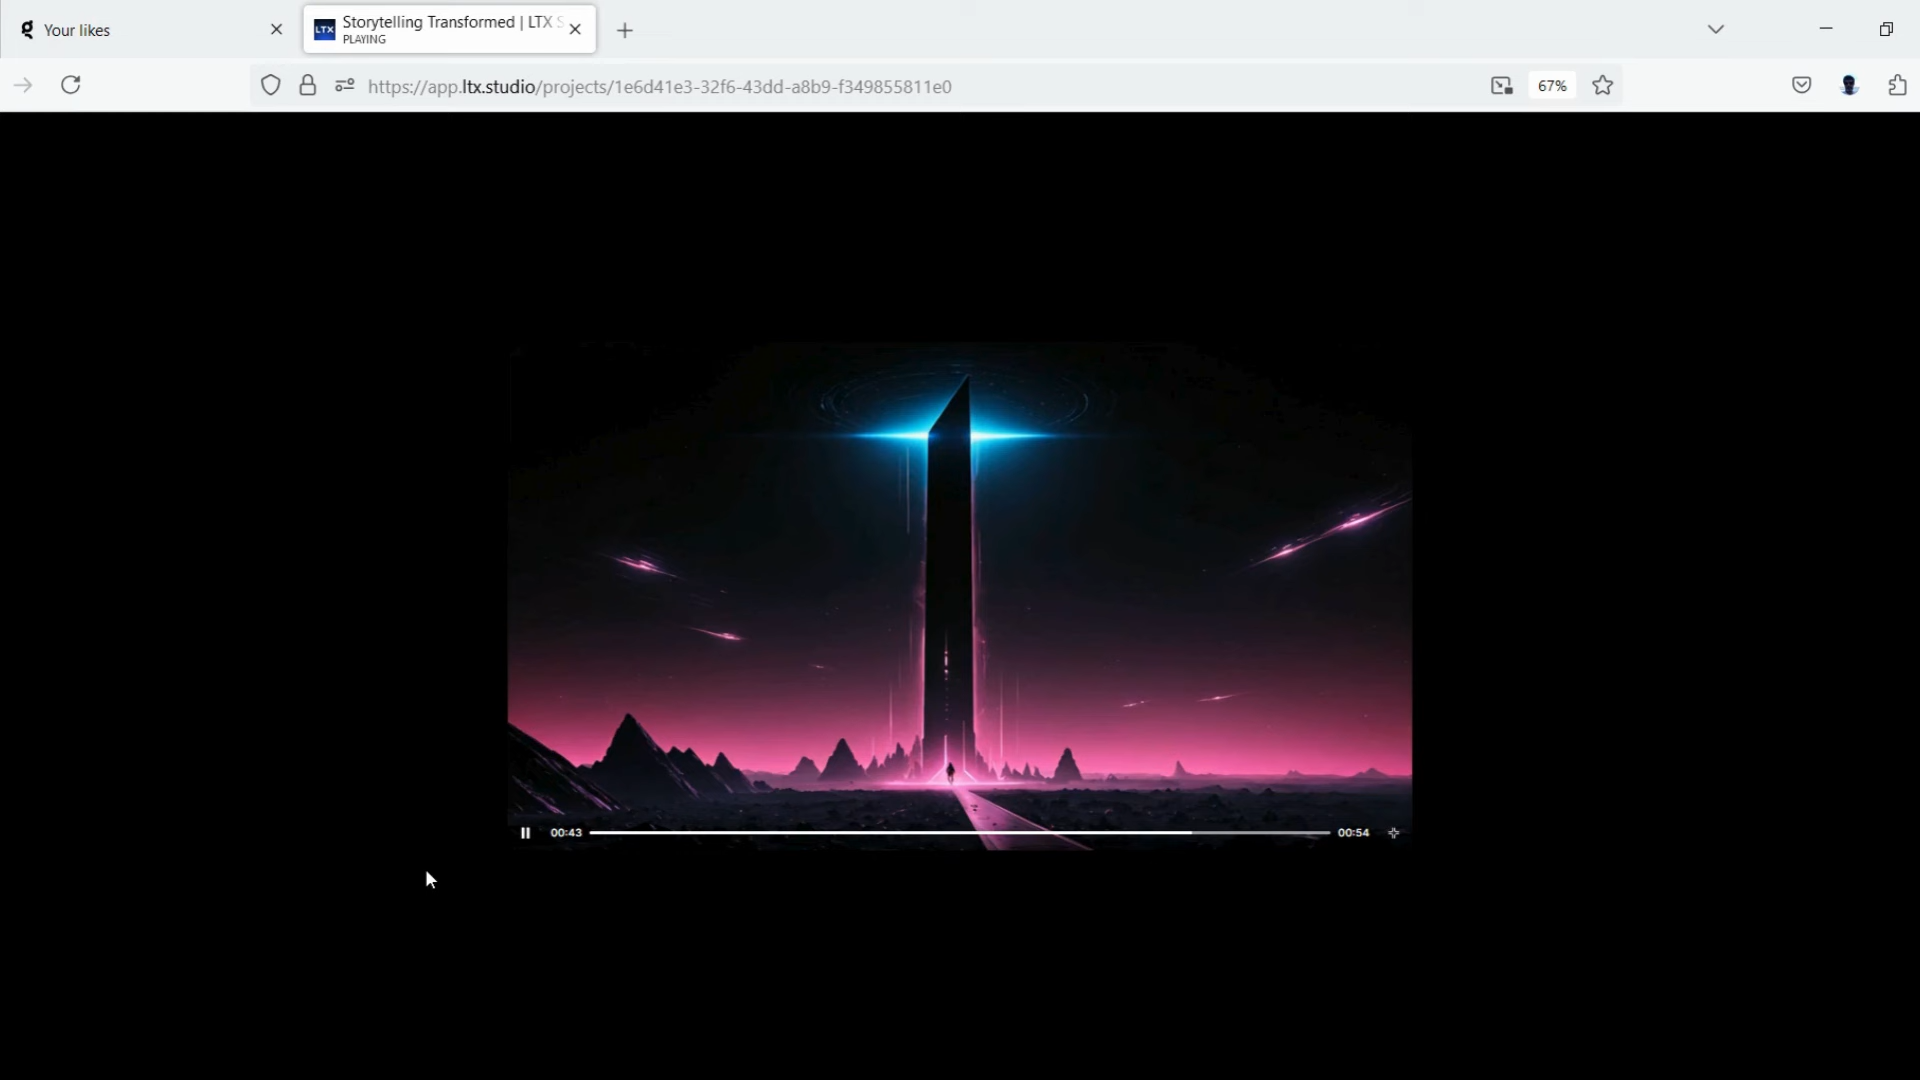 Your likes
LTX
Storytelling Transformed | LTX S
PLAYING
https://app.ltx.studio/projects/1e6d41e3-32f6-43dd-a8b9-f349855811e0
67%
00:43
00:54